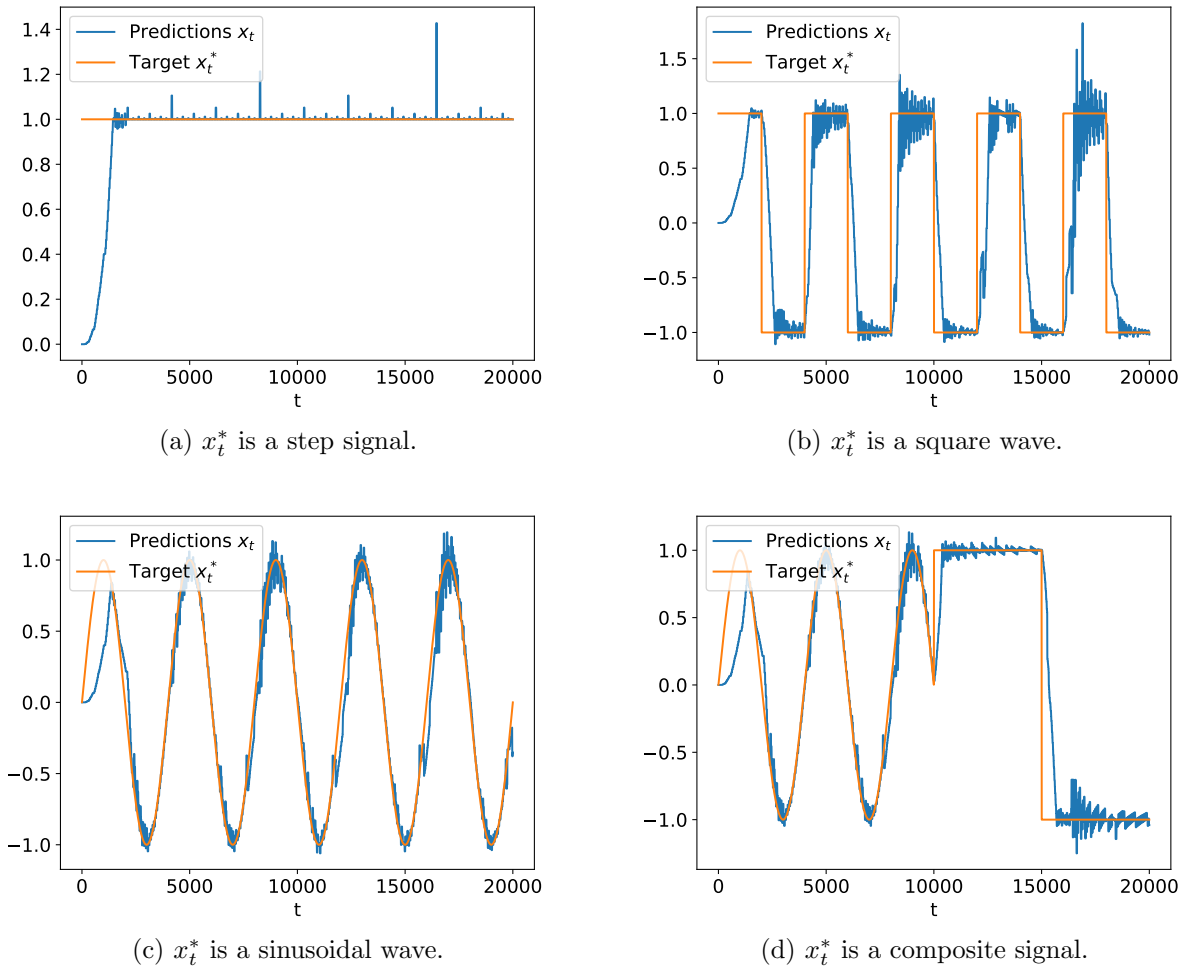 1.4
1.2
1.0
0.8
0.6
0.4
0.2
0.0
Predictions x_t
Target x_t^*
0 5000 10000 15000 20000
t
(a) x_t^* is a step signal.
1.5
1.0
0.5
0.0
−0.5
−1.0
Predictions x_t
Target x_t^*
0 5000 10000 15000 20000
t
(b) x_t^* is a square wave.
1.0
0.5
0.0
−0.5
−1.0
Predictions x_t
Target x_t^*
0 5000 10000 15000 20000
t
(c) x_t^* is a sinusoidal wave.
1.0
0.5
0.0
−0.5
−1.0
Predictions x_t
Target x_t^*
0 5000 10000 15000 20000
t
(d) x_t^* is a composite signal.